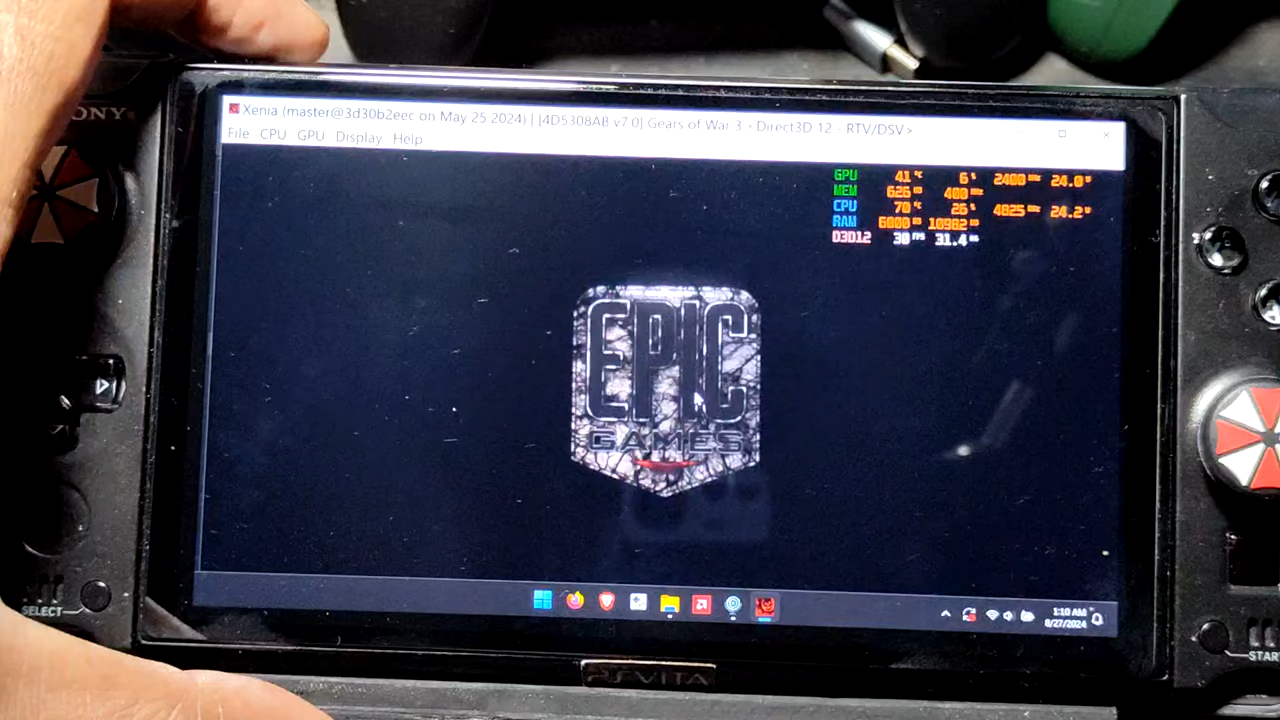 SONY
Xenia (master@3d30b2eec on May 25 2024) | [4D5308AB v7.0] Gears of War 3 - Direct3D 12 - RTV/DSV>
File CPU GPU Display Help
GPU 41 °C 6 % 2400 MHz 24.0 W
MEM 626 MB 400 MHz
CPU 70 °C 26 % 4825 MHz 24.2 W
RAM 6000 MB 10982 MB
D3D12 30 FPS 31.4 ms
EPIC
GAMES
1:10 AM
8/27/2024
SELECT
START
PSVITA